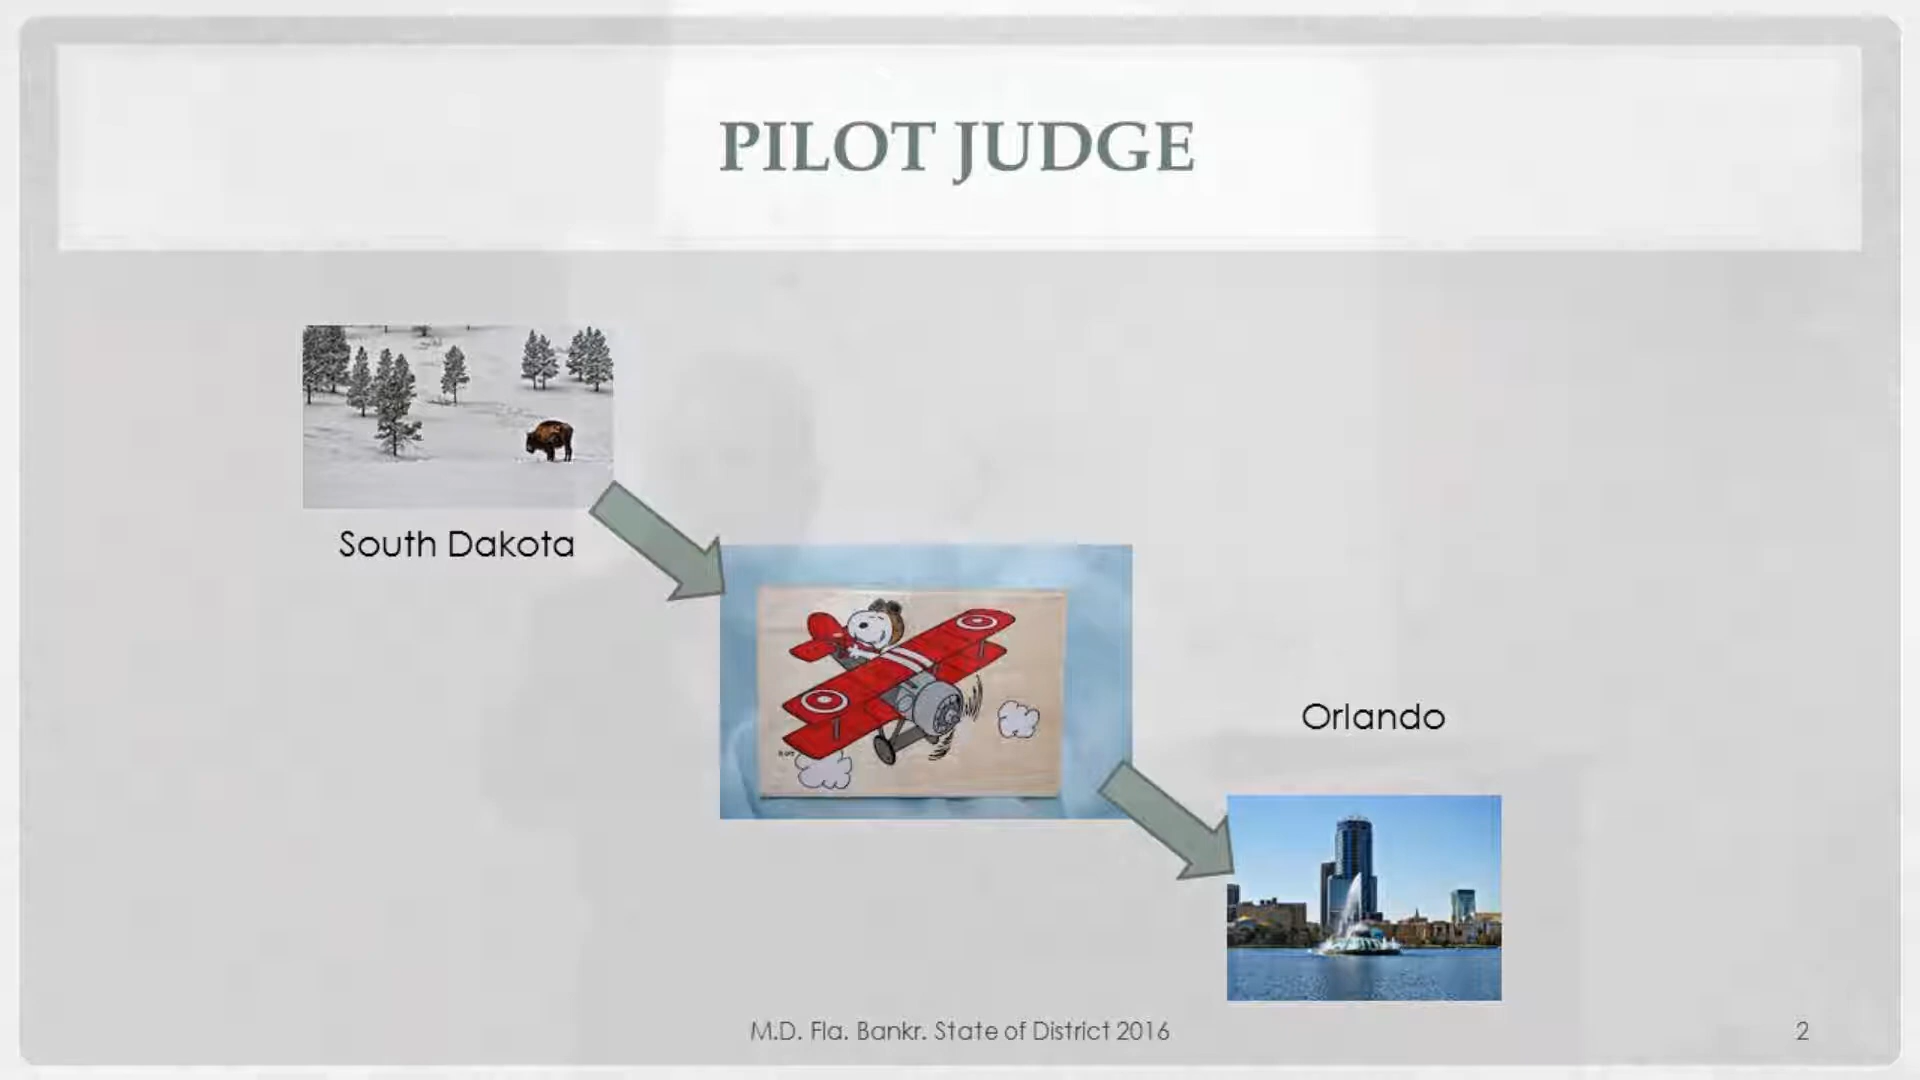 PILOT JUDGE
South Dakota
Orlando
M.D. Fla. Bankr. State of District 2016
2